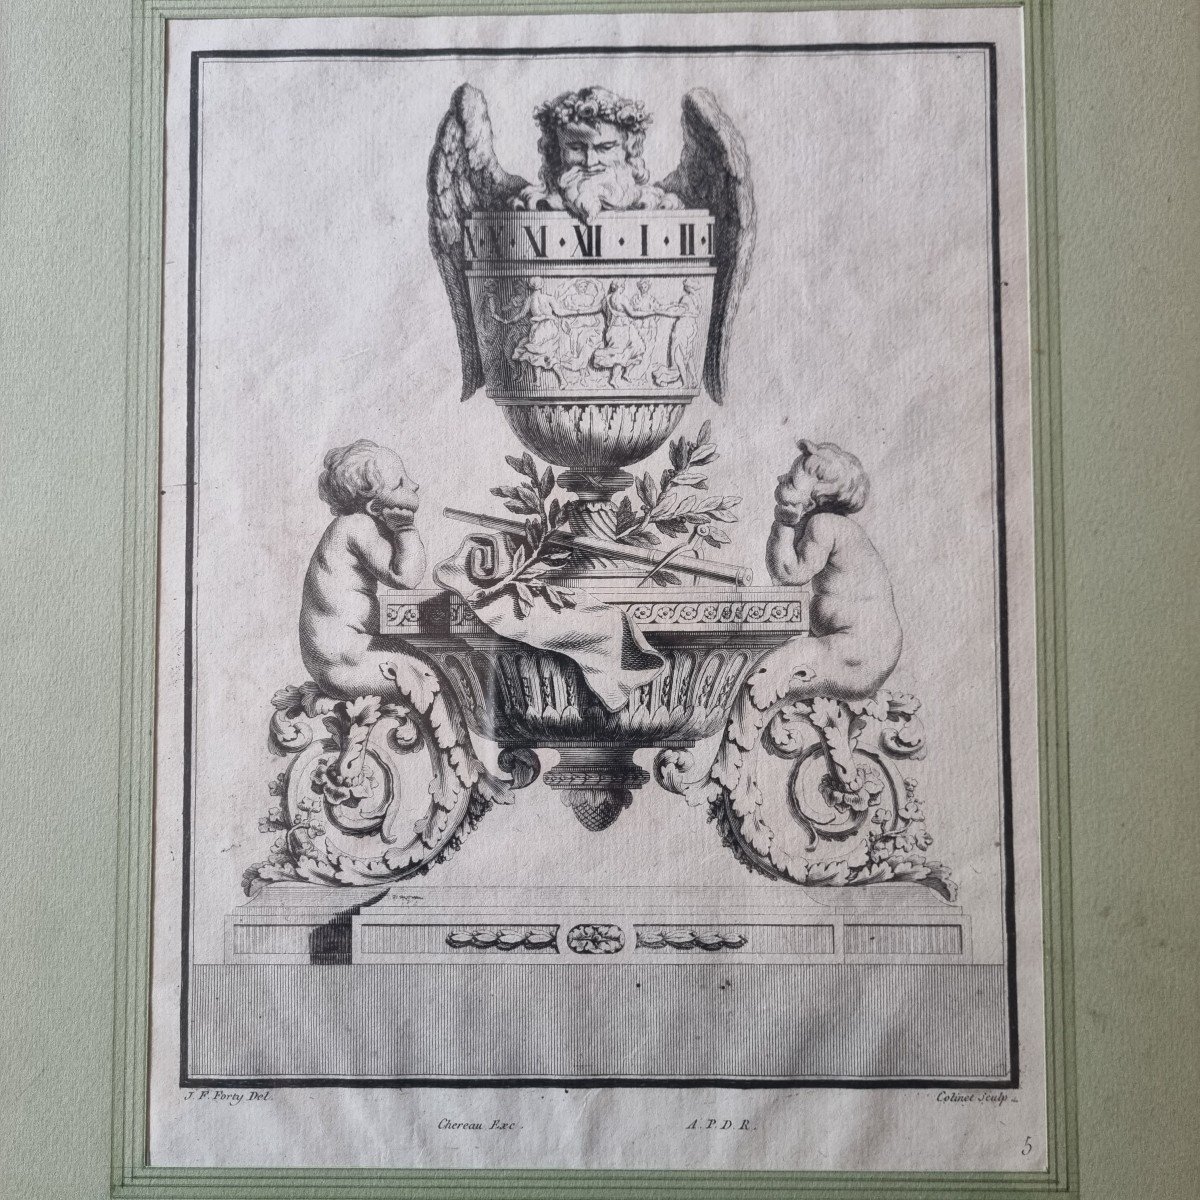 X · XI · XII · I · II ·
J. F. Forty Del.
Colinet Sculp
Chereau Exc.
A. P. D. R.
5